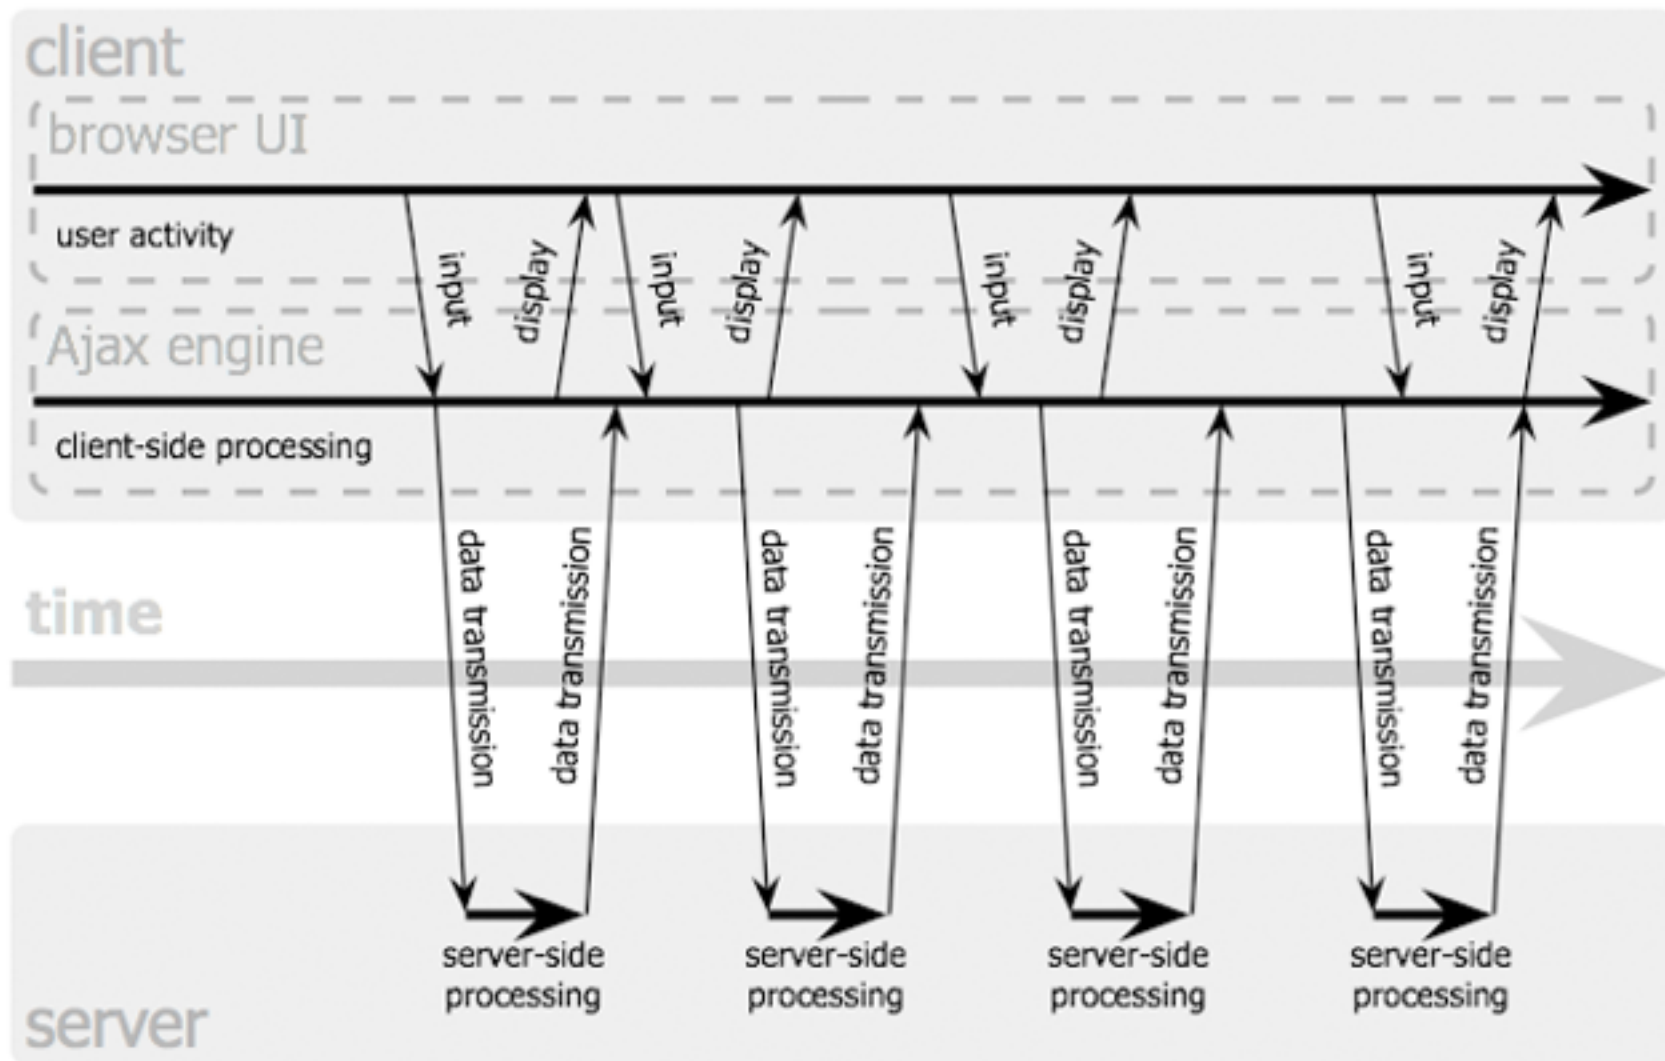 client
browser UI
user activity
input
display
input
display
input
display
input
display
Ajax engine
client-side processing
data transmission
data transmission
data transmission
data transmission
data transmission
data transmission
data transmission
data transmission
time
server-side
processing
server-side
processing
server-side
processing
server-side
processing
server